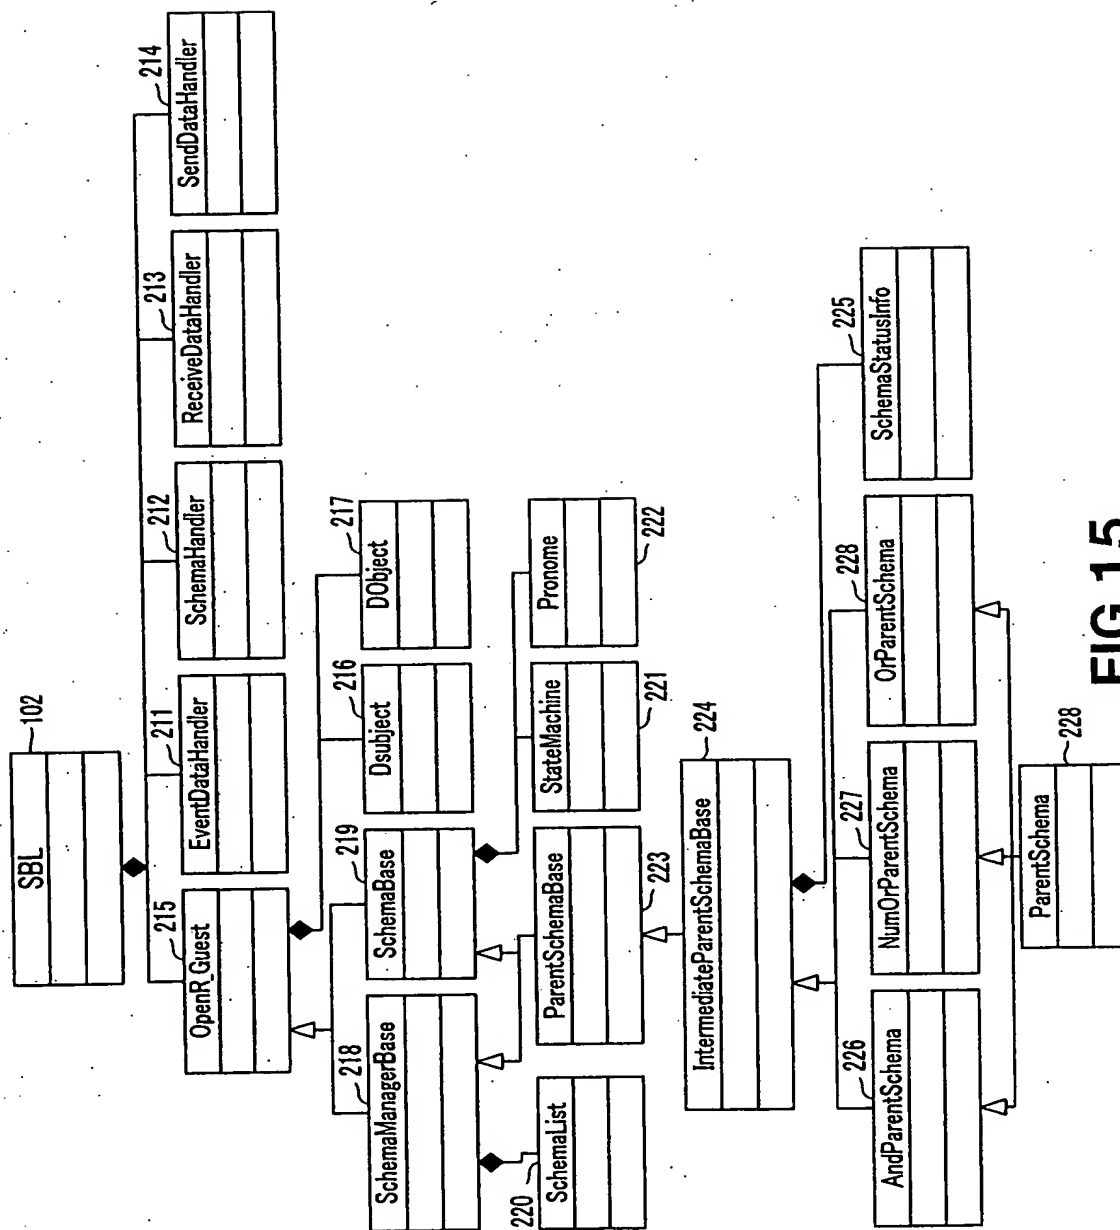 SBL
102
OpenR_Guest
215
EventDataHandler
211
SchemaHandler
212
ReceiveDataHandler
213
SendDataHandler
214
SchemaManagerBase
218
SchemaBase
219
Dsubject
216
DObject
217
SchemaList
220
ParentSchemaBase
223
StateMachine
221
Pronome
222
IntermediateParentSchemaBase
224
AndParentSchema
226
NumOrParentSchema
227
OrParentSchema
228
SchemaStatusInfo
225
ParentSchema
228
FIG.15